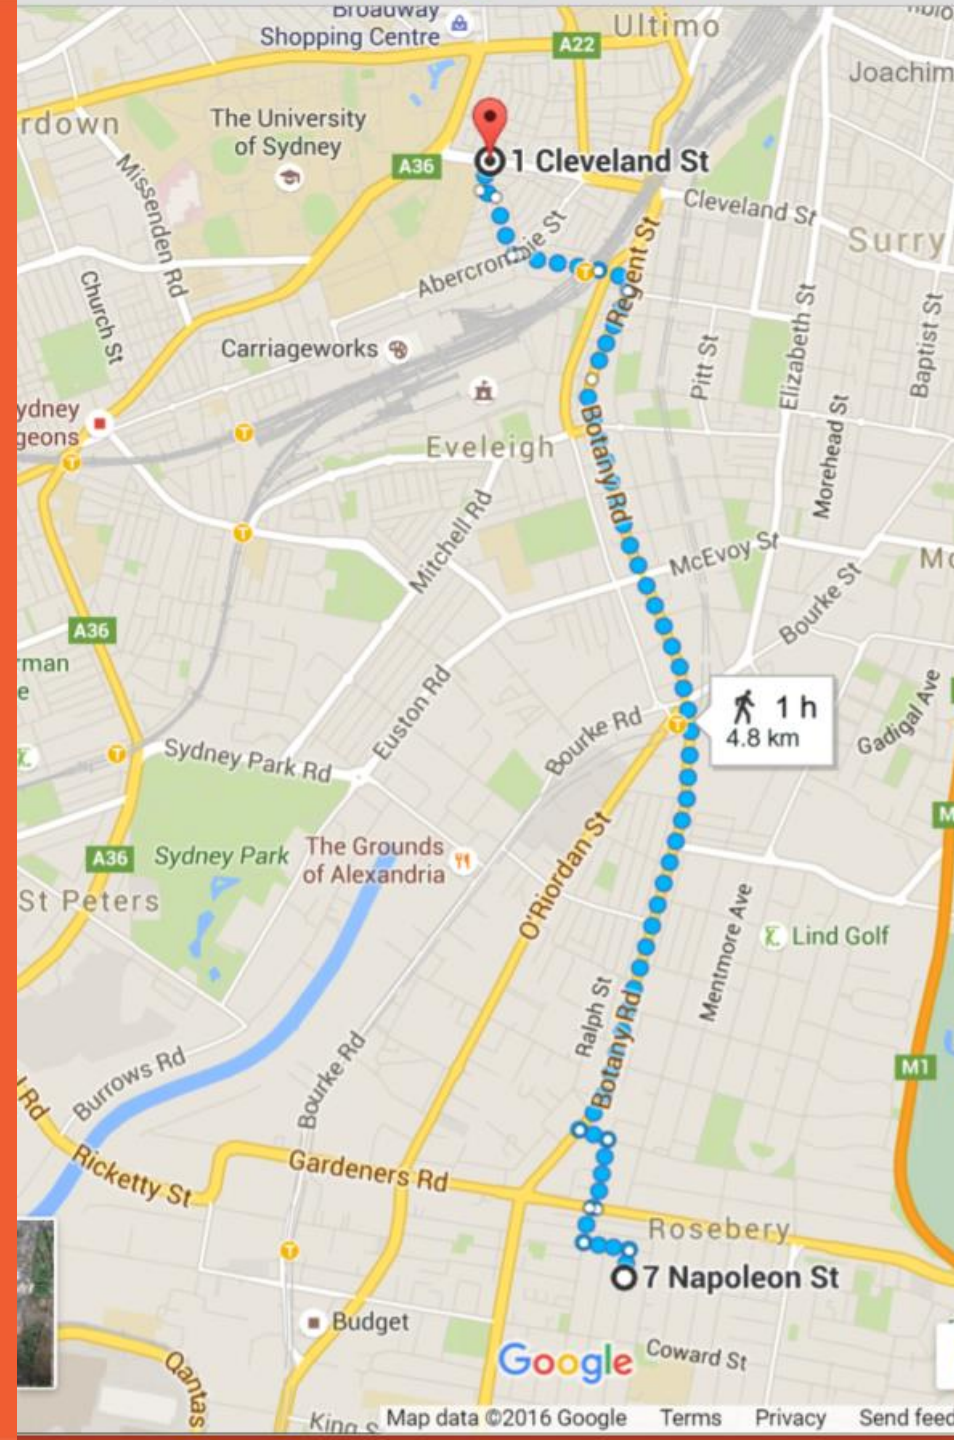 Broadway
Shopping Centre
Ultimo
A22
Joachim
rdown
The University
of Sydney
A36
1 Cleveland St
Missenden Rd
Cleveland St
Surry
Abercrombie St
Regent St
Church St
Carriageworks
Pitt St
Elizabeth St
Baptist St
ydney
geons
Eveleigh
Botany Rd
Morehead St
T
T
T
T
Mitchell Rd
McEvoy St
Mo
Bourke St
A36
rman
e
Euston Rd
1 h
4.8 km
Gadigal Ave
Bourke Rd
T
T
Sydney Park Rd
M
A36
Sydney Park
The Grounds
of Alexandria
O'Riordan St
St Peters
Mentmore Ave
Lind Golf
Ralph St
Botany Rd
Burrows Rd
Bourke Rd
M1
l Rd
Ricketty St
Gardeners Rd
Rosebery
T
7 Napoleon St
Budget
Google
Coward St
Qantas
King S
Map data ©2016 Google
Terms
Privacy
Send feed